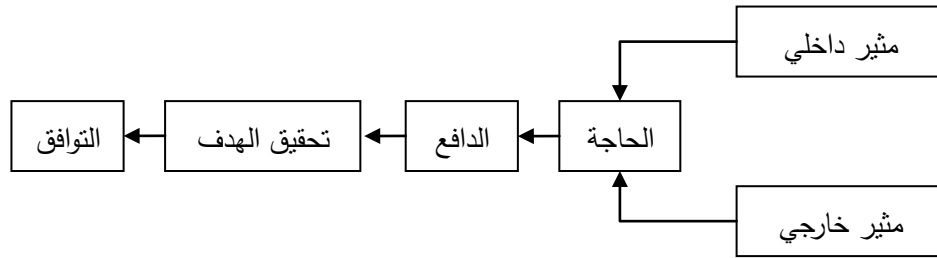 مثير داخلي
الحاجة
الدافع
تحقيق الهدف
التوافق
مثير خارجي